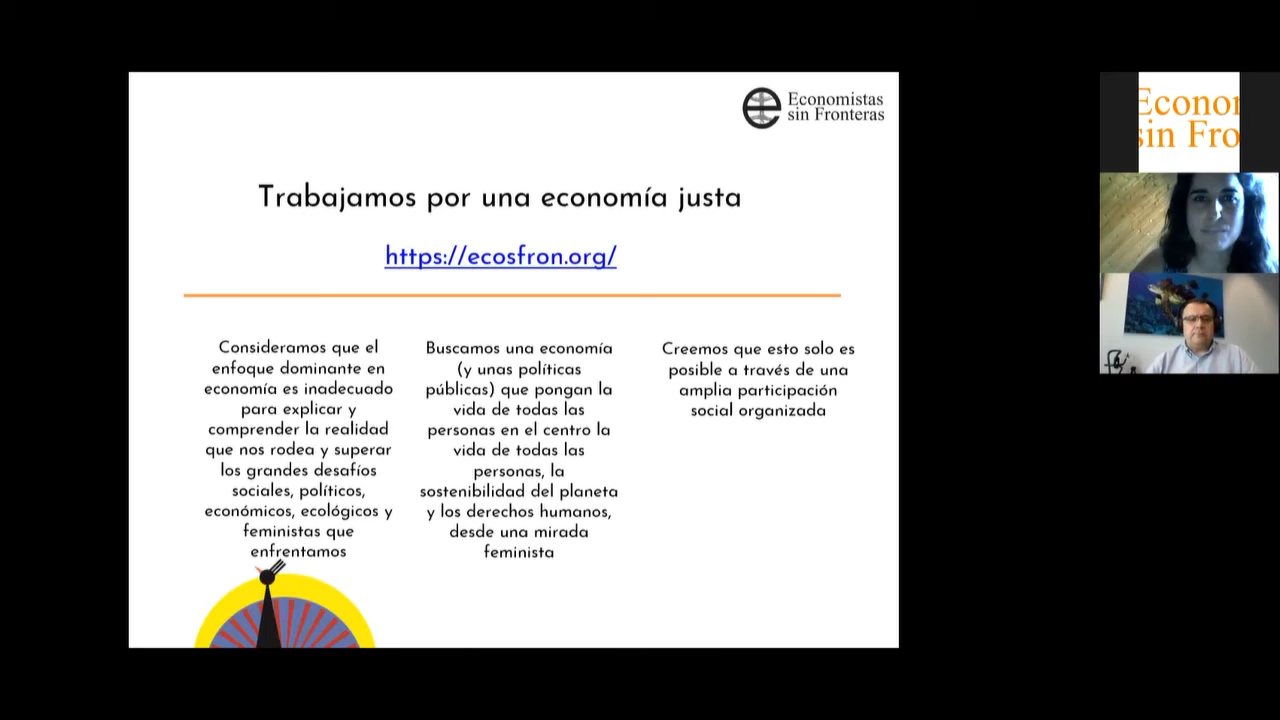 Economistas
sin Fronteras
Trabajamos por una economía justa
https://ecosfron.org/
Consideramos que el
enfoque dominante en
economía es inadecuado
para explicar y
comprender la realidad
que nos rodea y superar
los grandes desafíos
sociales, políticos,
económicos, ecológicos y
feministas que
enfrentamos
Buscamos una economía
(y unas políticas
públicas) que pongan la
vida de todas las
personas en el centro la
vida de todas las
personas, la
sostenibilidad del planeta
y los derechos humanos,
desde una mirada
feminista
Creemos que esto solo es
posible a través de una
amplia participación
social organizada
Econor
sin Fro